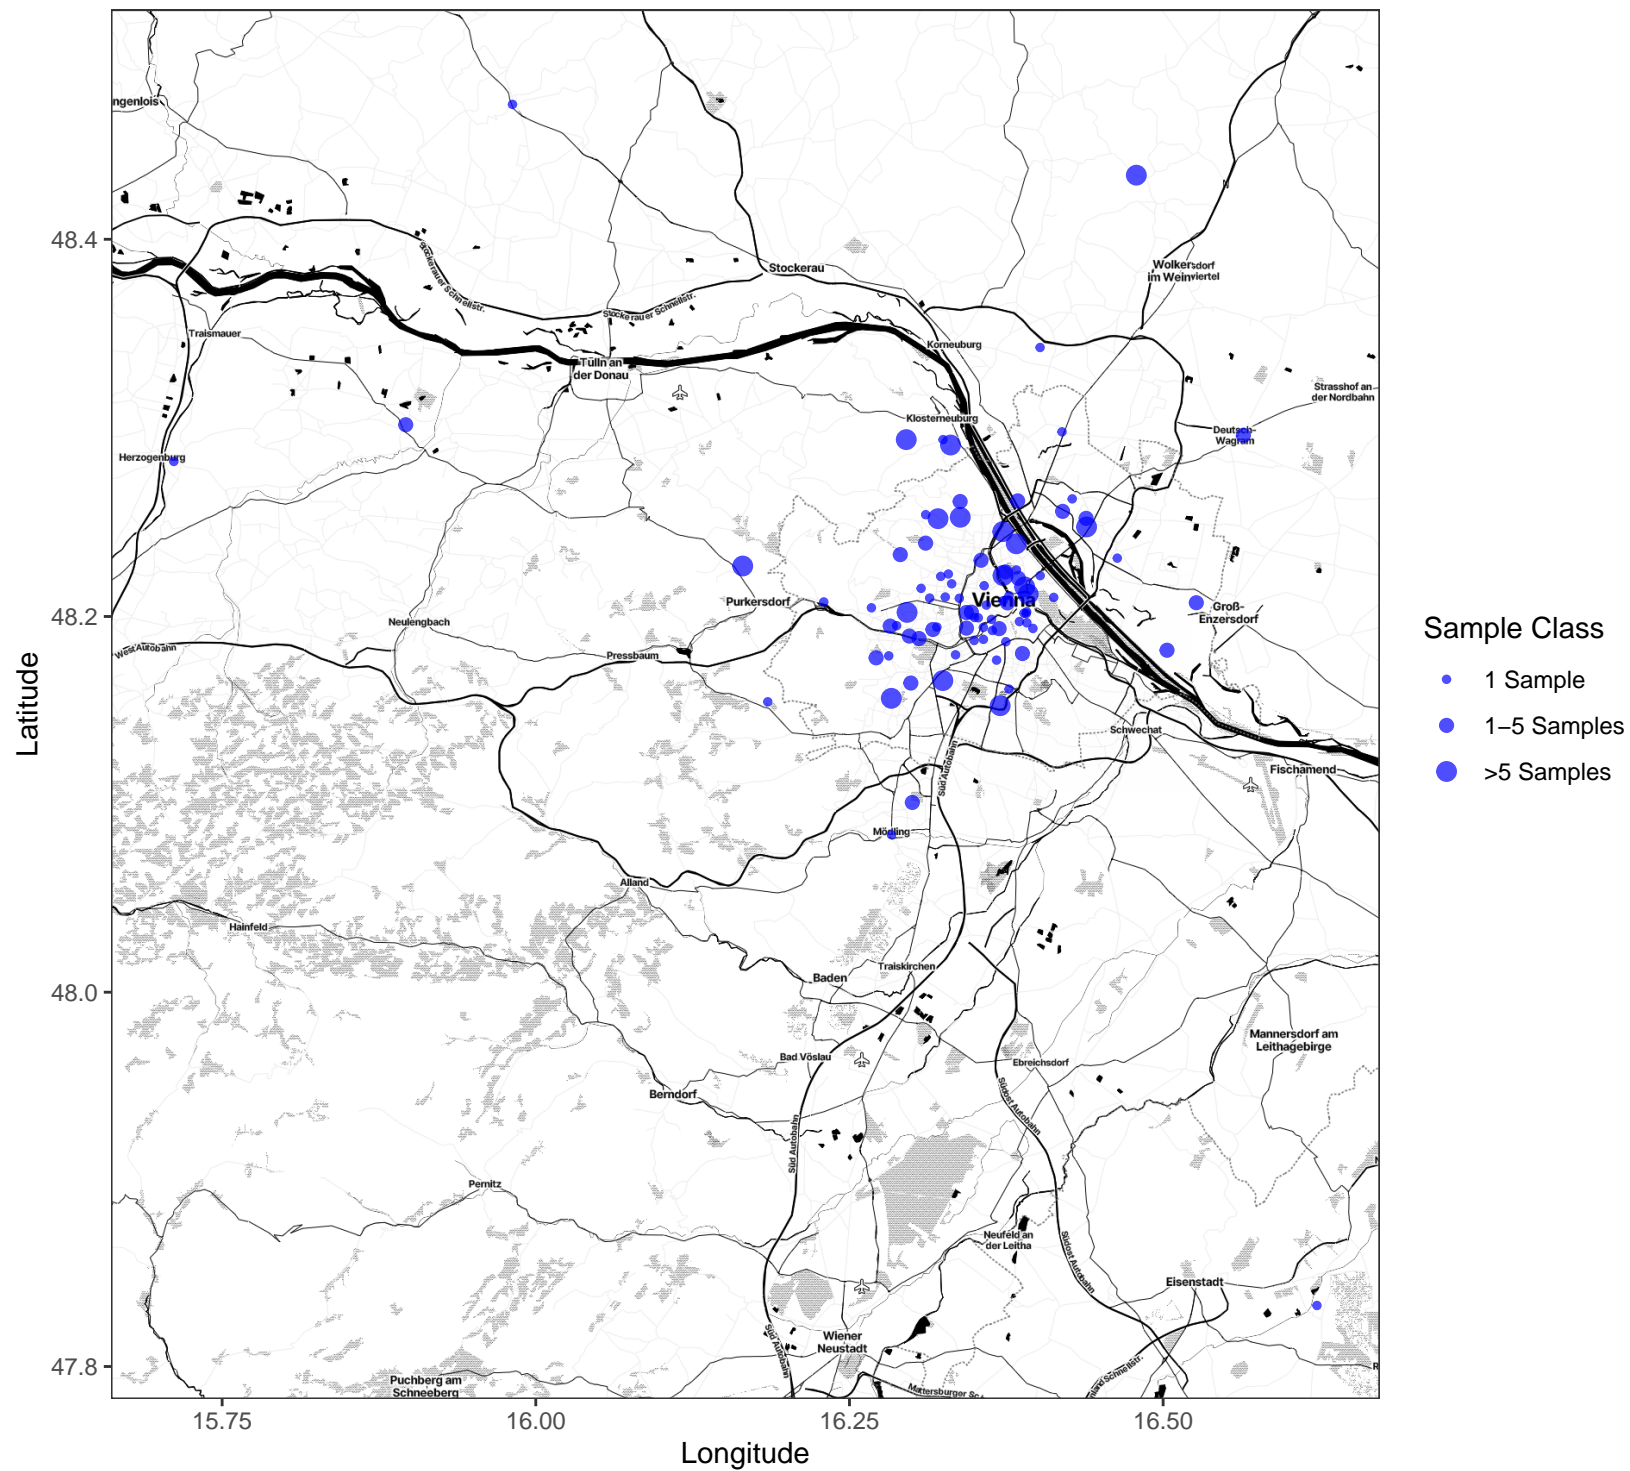 ngenlois
48.4
Stockerauer Schnellstr.
Stockerau
Wolkersdorf
im Weinviertel
Stockerauer Schnellstr.
Traismauer
Korneuburg
Tulln an
der Donau
Strasshof an
der Nordbahn
Klosterneuburg
Deutsch-
Wagram
Herzogenburg
48.2
Vienna
Purkersdorf
Groß-
Enzersdorf
Neulengbach
West Autobahn
Pressbaum
Schwechat
Fischamend
Süd Autobahn
Mödling
Alland
Hainfeld
Traiskirchen
Baden
48.0
Mannersdorf am
Leithagebirge
Bad Vöslau
Ebreichsdorf
Berndorf
Südost Autobahn
Süd Autobahn
Pernitz
Neufeld an
der Leitha
Südost Autobahn
Eisenstadt
Wiener
Neustadt
Süd Autobahn
47.8
Puchberg am
Schneeberg
Mattersburger Sc
nland Schnellstr.
R
15.75
16.00
16.25
16.50
Longitude
Latitude
Sample Class
1 Sample
1–5 Samples
>5 Samples